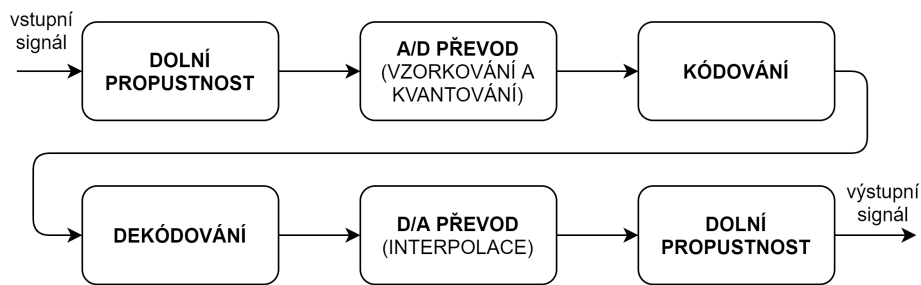 vstupní
signál
DOLNÍ
PROPUSTNOST
A/D PŘEVOD
(VZORKOVÁNÍ A
KVANTOVÁNÍ)
KÓDOVÁNÍ
DEKÓDOVÁNÍ
D/A PŘEVOD
(INTERPOLACE)
DOLNÍ
PROPUSTNOST
výstupní
signál